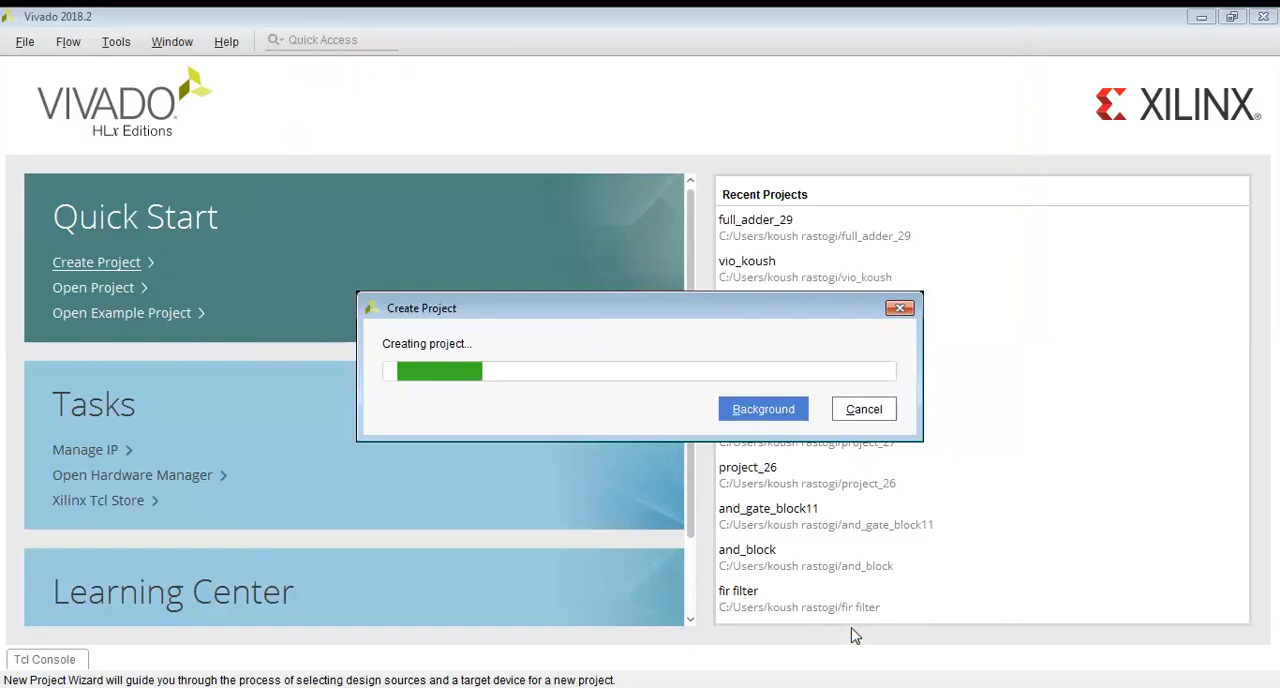 Vivado 2018.2
File Flow Tools Window Help Quick Access
VIVADO
HLx Editions
XILINX
Quick Start
Create Project
Open Project
Open Example Project
Tasks
Manage IP
Open Hardware Manager
Xilinx Tcl Store
Learning Center
Recent Projects
full_adder_29
C:/Users/koush rastogi/full_adder_29
vio_koush
C:/Users/koush rastogi/vio_koush
Create Project
Creating project...
Background Cancel
C:/Users/koush rastogi/project_27
project_26
C:/Users/koush rastogi/project_26
and_gate_block11
C:/Users/koush rastogi/and_gate_block11
and_block
C:/Users/koush rastogi/and_block
fir filter
C:/Users/koush rastogi/fir filter
Tcl Console
New Project Wizard will guide you through the process of selecting design sources and a target device for a new project.